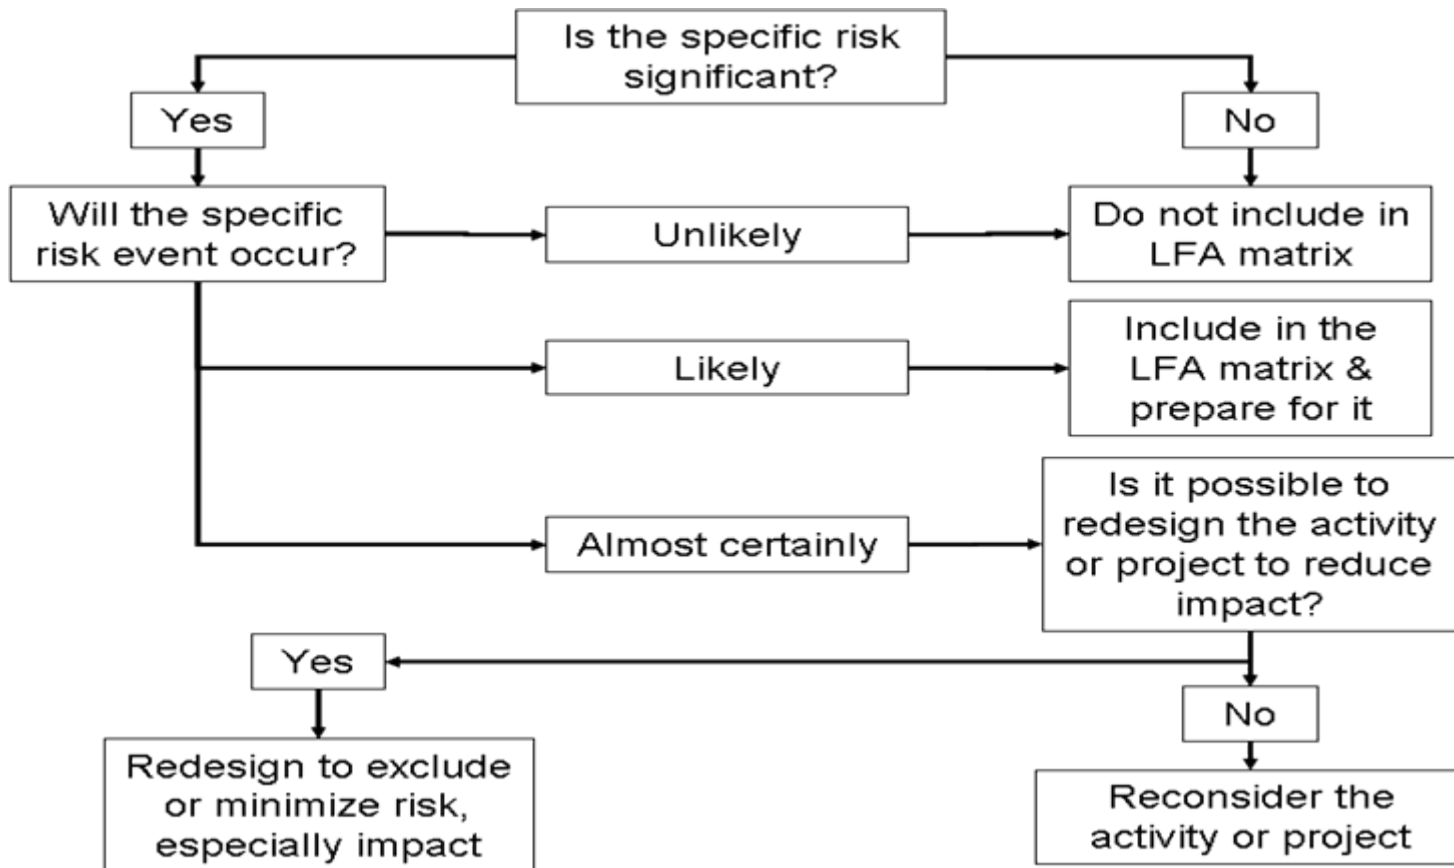 Is the specific risk
significant?
Yes
No
Will the specific
risk event occur?
Unlikely
Do not include in
LFA matrix
Likely
Include in the
LFA matrix &
prepare for it
Almost certainly
Is it possible to
redesign the activity
or project to reduce
impact?
Yes
No
Redesign to exclude
or minimize risk,
especially impact
Reconsider the
activity or project